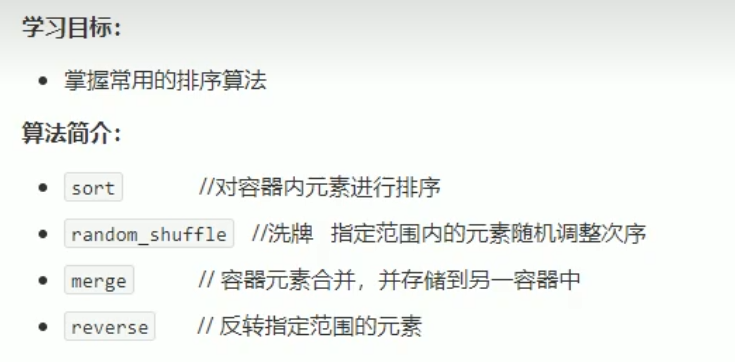 学习目标：
掌握常用的排序算法
算法简介：
sort //对容器内元素进行排序
random_shuffle //洗牌 指定范围内的元素随机调整次序
merge // 容器元素合并，并存储到另一容器中
reverse // 反转指定范围的元素